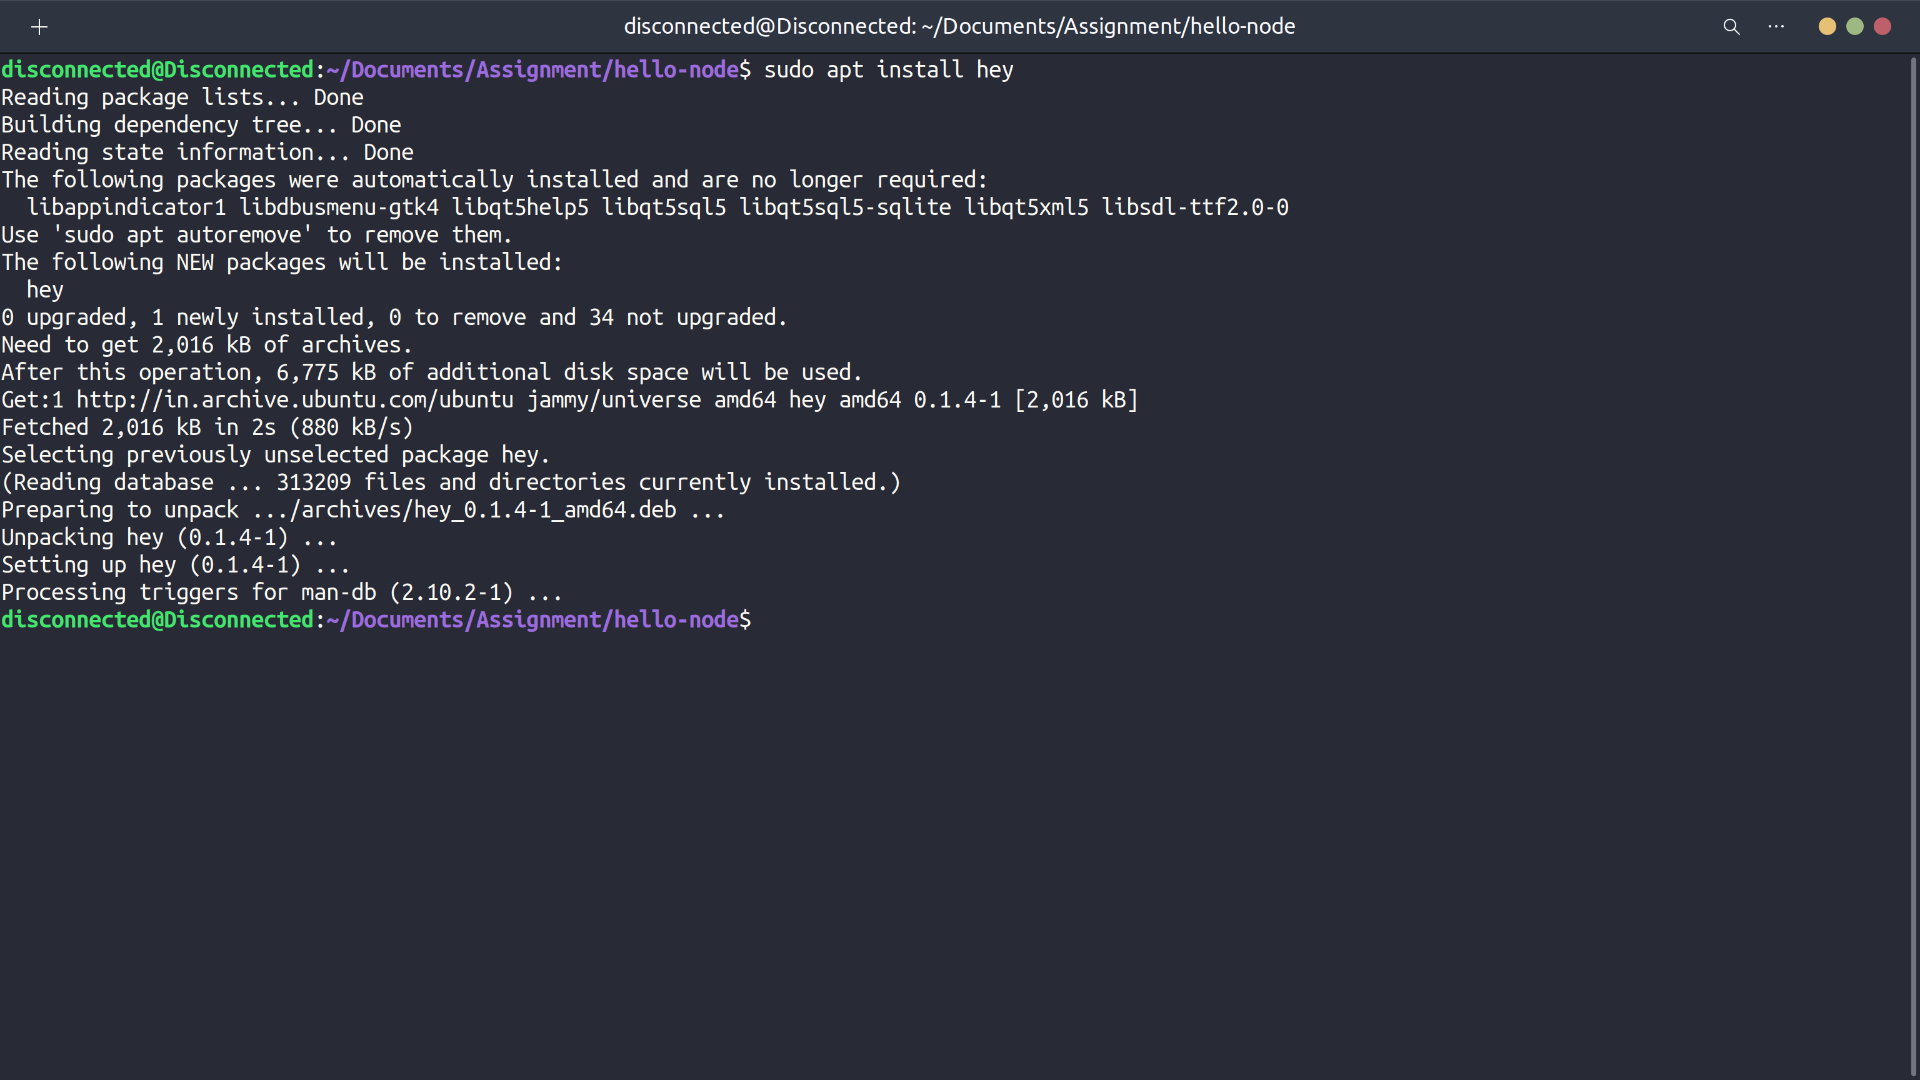 disconnected@Disconnected: ~/Documents/Assignment/hello-node
disconnected@Disconnected:~/Documents/Assignment/hello-node$ sudo apt install hey
Reading package lists... Done
Building dependency tree... Done
Reading state information... Done
The following packages were automatically installed and are no longer required:
  libappindicator1 libdbusmenu-gtk4 libqt5help5 libqt5sql5 libqt5sql5-sqlite libqt5xml5 libsdl-ttf2.0-0
Use 'sudo apt autoremove' to remove them.
The following NEW packages will be installed:
  hey
0 upgraded, 1 newly installed, 0 to remove and 34 not upgraded.
Need to get 2,016 kB of archives.
After this operation, 6,775 kB of additional disk space will be used.
Get:1 http://in.archive.ubuntu.com/ubuntu jammy/universe amd64 hey amd64 0.1.4-1 [2,016 kB]
Fetched 2,016 kB in 2s (880 kB/s)
Selecting previously unselected package hey.
(Reading database ... 313209 files and directories currently installed.)
Preparing to unpack .../archives/hey_0.1.4-1_amd64.deb ...
Unpacking hey (0.1.4-1) ...
Setting up hey (0.1.4-1) ...
Processing triggers for man-db (2.10.2-1) ...
disconnected@Disconnected:~/Documents/Assignment/hello-node$